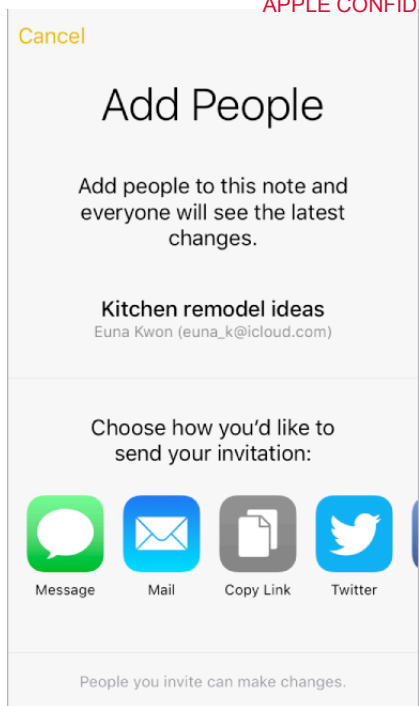 APPLE CONFID
Cancel
Add People
Add people to this note and
everyone will see the latest
changes.
Kitchen remodel ideas
Euna Kwon (euna_k@icloud.com)
Choose how you’d like to
send your invitation:
Message Mail Copy Link Twitter
People you invite can make changes.